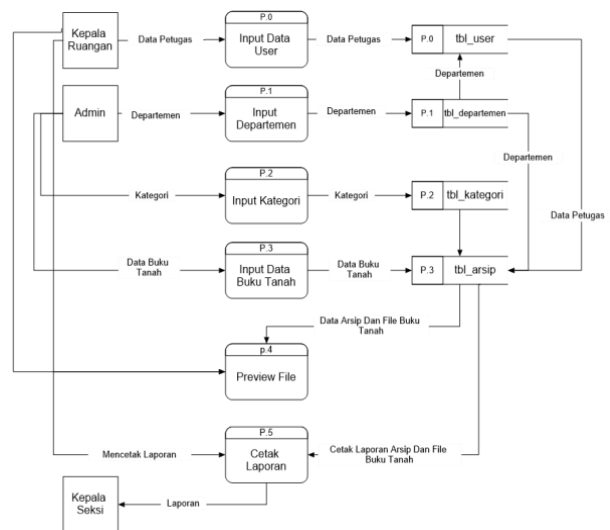 Kepala
Ruangan
Data Petugas
P.0
Input Data
User
Data Petugas
P.0
tbl_user
Departemen
Admin
Departemen
P.1
Input
Departemen
Departemen
P.1
tbl_departemen
Departemen
Kategori
P.2
Input Kategori
Kategori
P.2
tbl_kategori
Data Petugas
Data Buku
Tanah
P.3
Input Data
Buku Tanah
Data Buku
Tanah
P.3
tbl_arsip
Data Arsip Dan File Buku
Tanah
p.4
Preview File
Mencetak Laporan
P.5
Cetak
Laporan
Cetak Laporan Arsip Dan File
Buku Tanah
Kepala
Seksi
Laporan